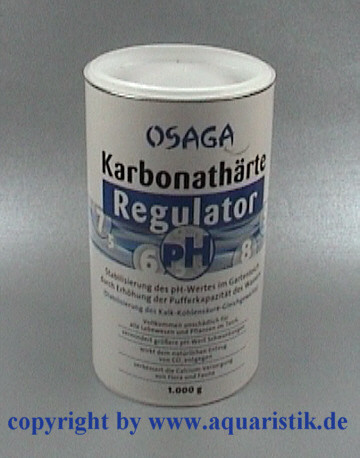 OSAGA
Karbonathärte
Regulator
7 5 6 pH 8
Stabilisierung des pH-Wertes im Gartenteich
durch Erhöhung der Pufferkapazität des Wassers
(Stabilisierung des Kalk-Kohlensäure-Gleichgewichts)
Vollkommen unschädlich für
alle Lebewesen und Pflanzen im Teich
vermindert größere pH-Wert Schwankungen
wirkt dem natürlichen Entzug
von CO₂ entgegen
verbessert die Calcium Versorgung
von Flora und Fauna
1.000 g
copyright by www.aquaristik.de